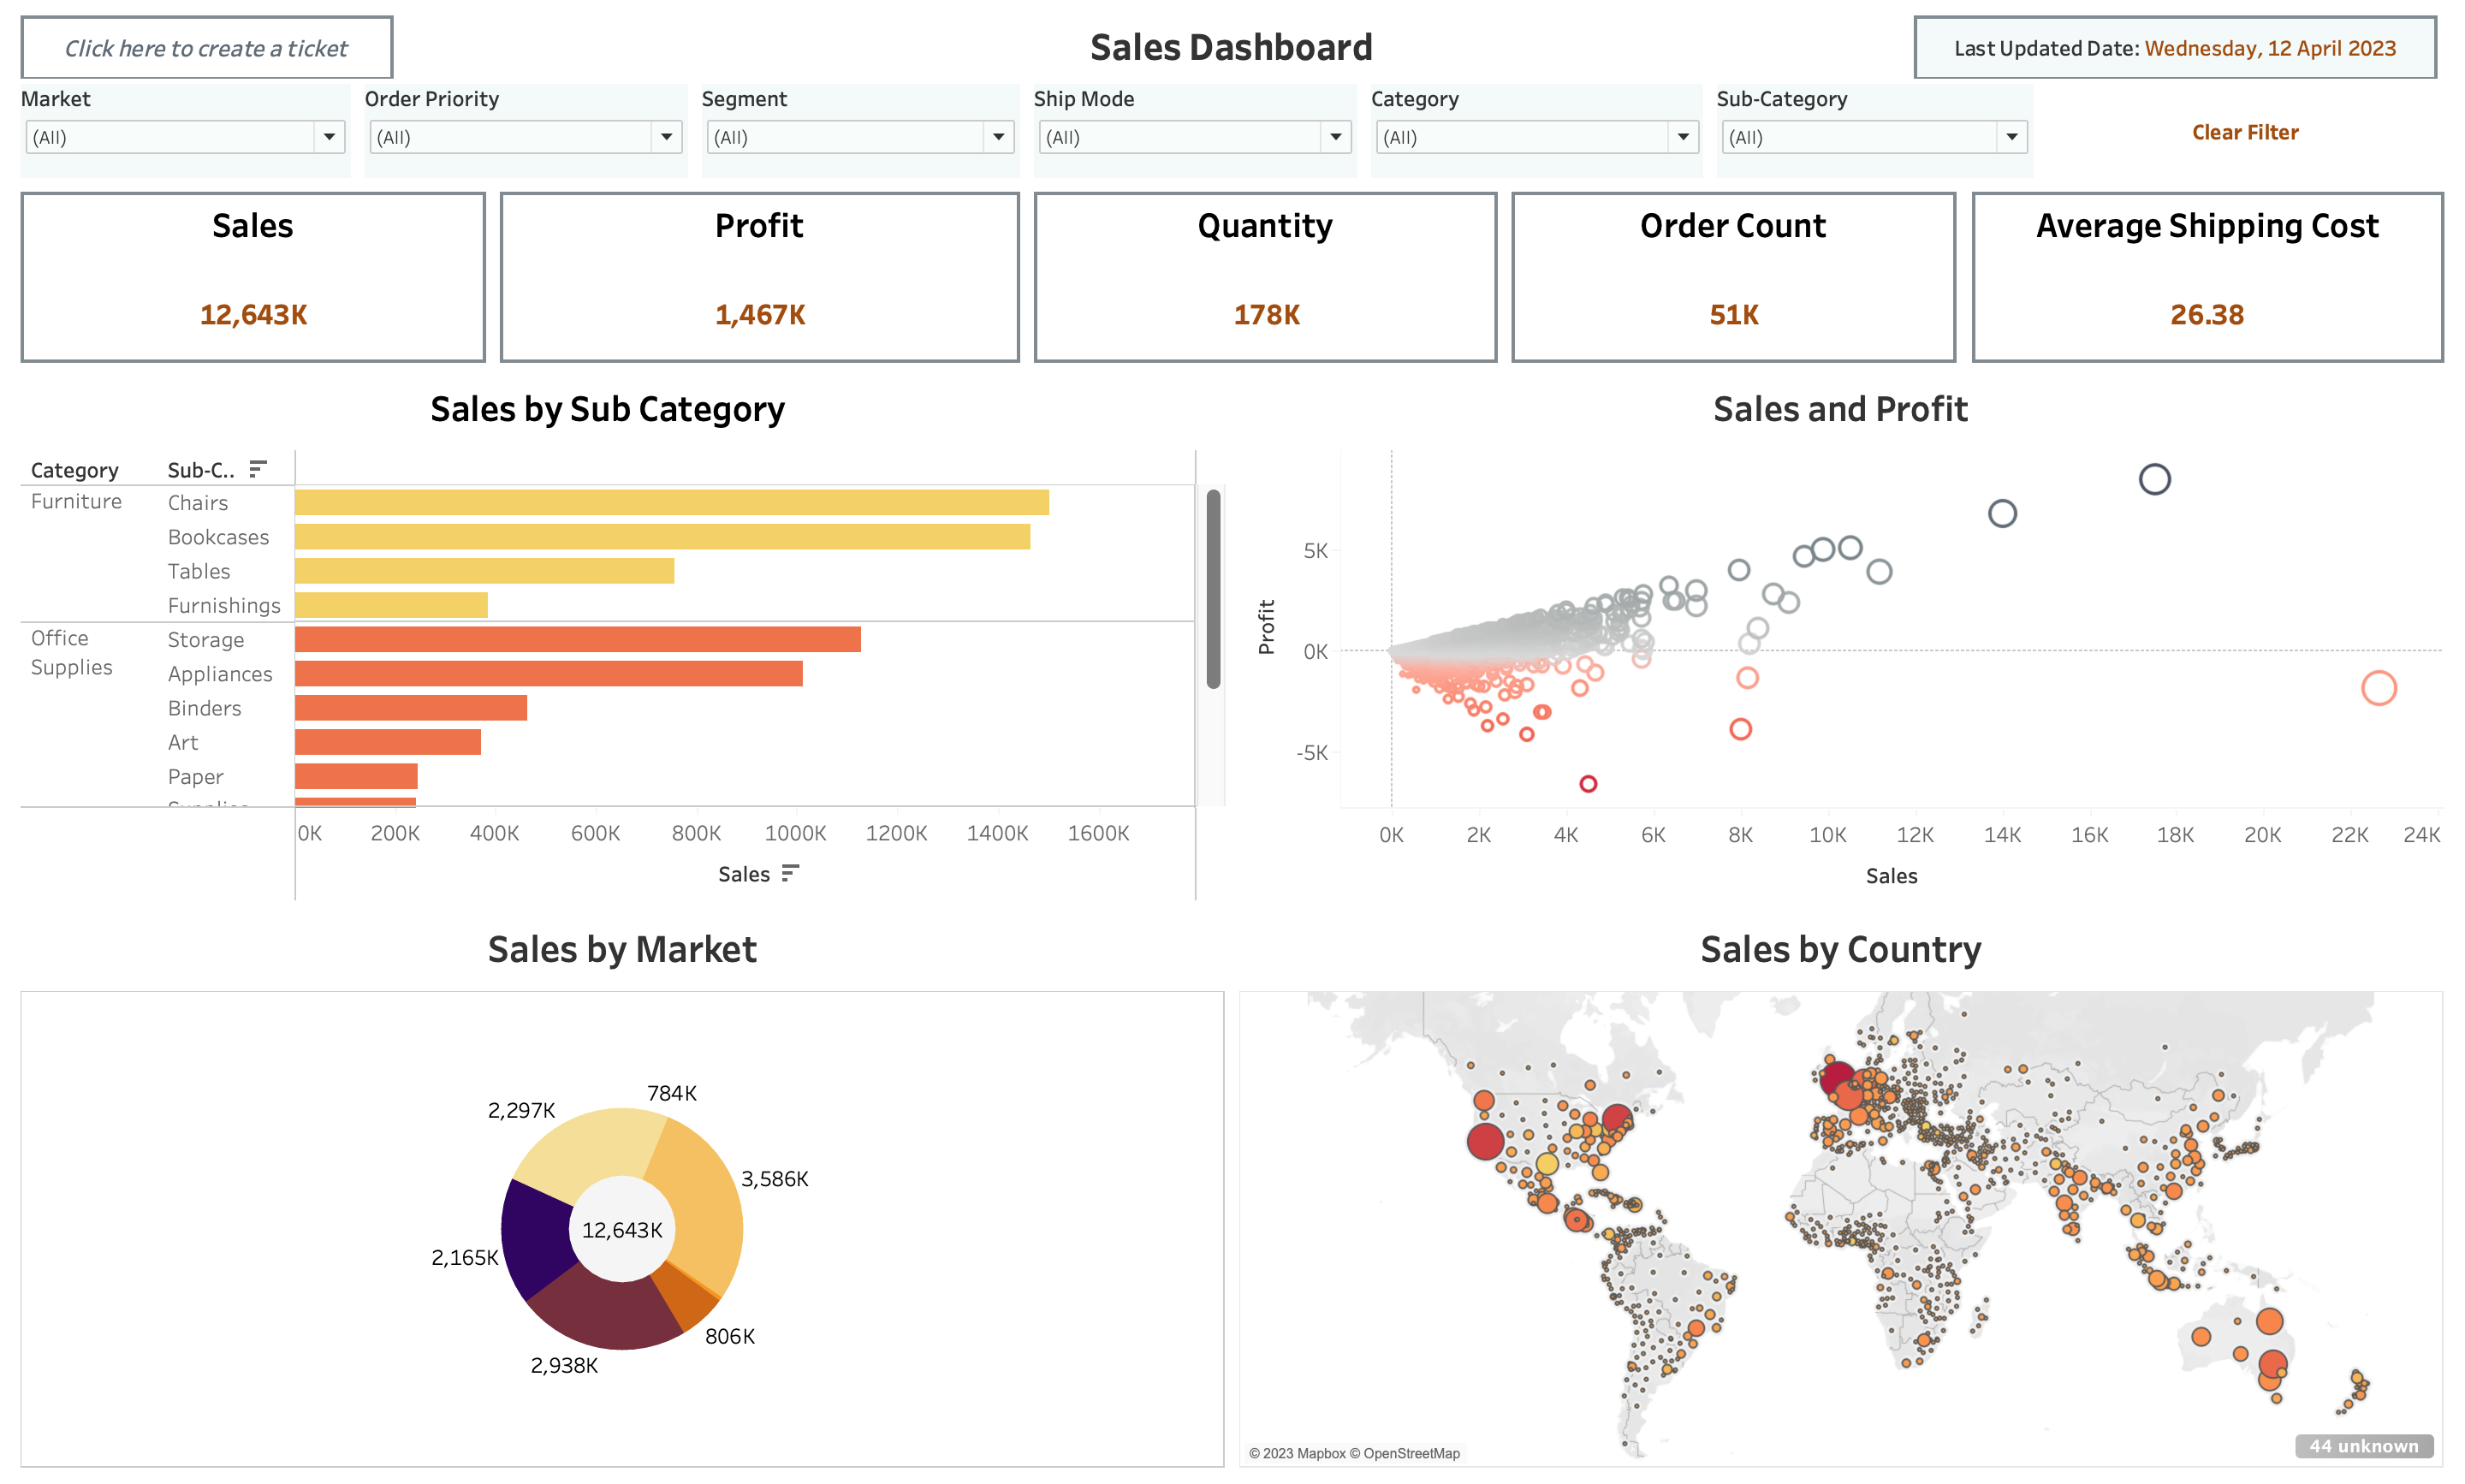 Click here to create a ticket
Sales Dashboard
Last Updated Date: Wednesday, 12 April 2023
Market
Order Priority
Segment
Ship Mode
Category
Sub-Category
(All)
(All)
(All)
(All)
(All)
(All)
Clear Filter
Sales
Profit
Quantity
Order Count
Average Shipping Cost
12,643K
1,467K
178K
51K
26.38
Sales by Sub Category
Category
Sub-C..
Furniture
Chairs
Bookcases
Tables
Furnishings
Office
Supplies
Storage
Appliances
Binders
Art
Paper
0K
200K
400K
600K
800K
1000K
1200K
1400K
1600K
Sales
Sales and Profit
Profit
5K
0K
-5K
0K
2K
4K
6K
8K
10K
12K
14K
16K
18K
20K
22K
24K
Sales
Sales by Market
784K
2,297K
3,586K
12,643K
2,165K
806K
2,938K
Sales by Country
© 2023 Mapbox © OpenStreetMap
44 unknown